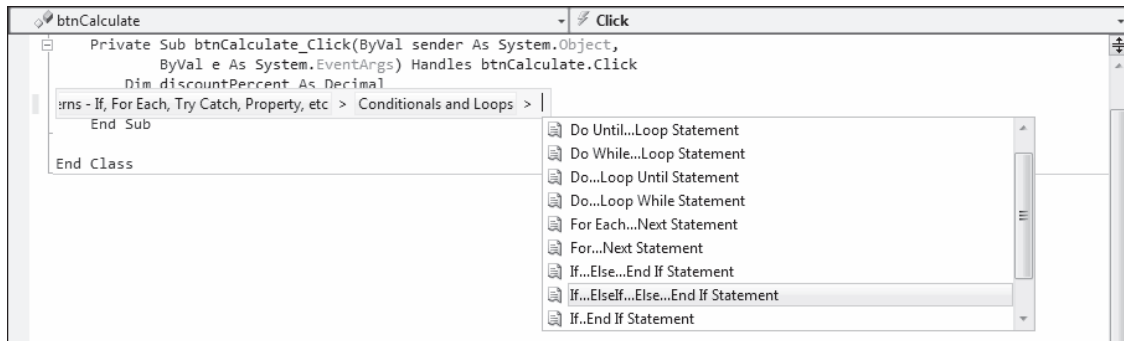 btnCalculate Click
Private Sub btnCalculate_Click(ByVal sender As System.Object,
ByVal e As System.EventArgs) Handles btnCalculate.Click
Dim discountPercent As Decimal
erns - If, For Each, Try Catch, Property, etc > Conditionals and Loops >
End Sub
End Class
Do Until...Loop Statement
Do While...Loop Statement
Do...Loop Until Statement
Do...Loop While Statement
For Each...Next Statement
For...Next Statement
If...Else...End If Statement
If...ElseIf...Else...End If Statement
If..End If Statement